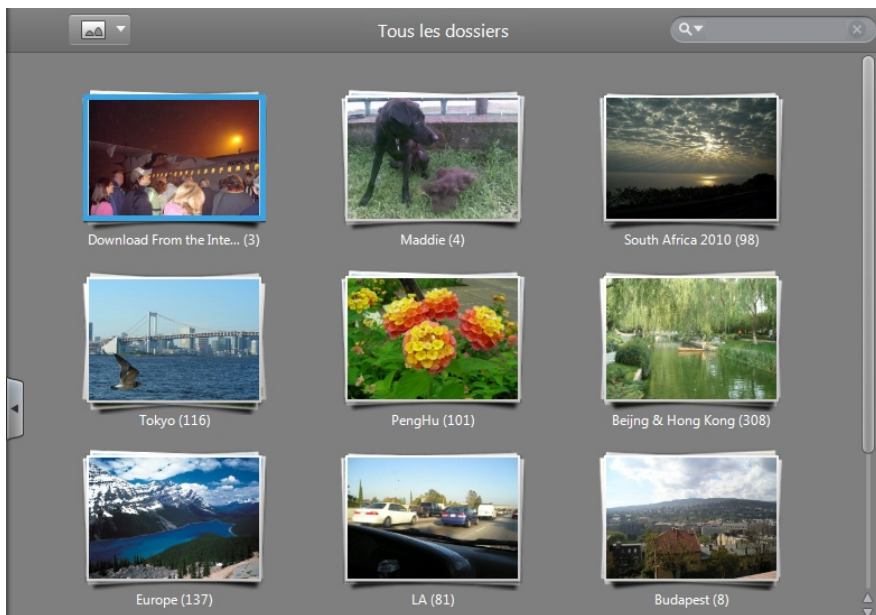 Tous les dossiers
Download From the Inte... (3)
Maddie (4)
South Africa 2010 (98)
Tokyo (116)
PengHu (101)
Beijng & Hong Kong (308)
Europe (137)
LA (81)
Budapest (8)